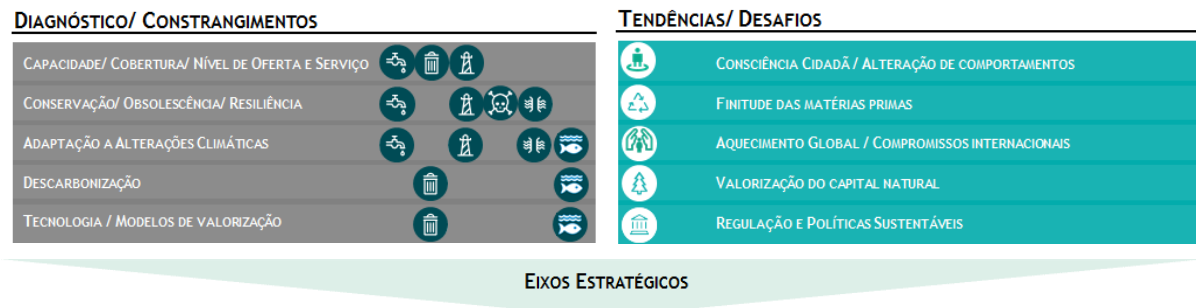 DIAGNÓSTICO/ CONSTRANGIMENTOS
CAPACIDADE/ COBERTURA/ NÍVEL DE OFERTA E SERVIÇO
CONSERVAÇÃO/ OBSOLESCÊNCIA/ RESILIÊNCIA
ADAPTAÇÃO A ALTERAÇÕES CLIMÁTICAS
DESCARBONIZAÇÃO
TECNOLOGIA / MODELOS DE VALORIZAÇÃO
TENDÊNCIAS/ DESAFIOS
CONSCIÊNCIA CIDADÃ / ALTERAÇÃO DE COMPORTAMENTOS
FINITUDE DAS MATÉRIAS PRIMAS
AQUECIMENTO GLOBAL / COMPROMISSOS INTERNACIONAIS
VALORIZAÇÃO DO CAPITAL NATURAL
REGULAÇÃO E POLÍTICAS SUSTENTÁVEIS
EIXOS ESTRATÉGICOS